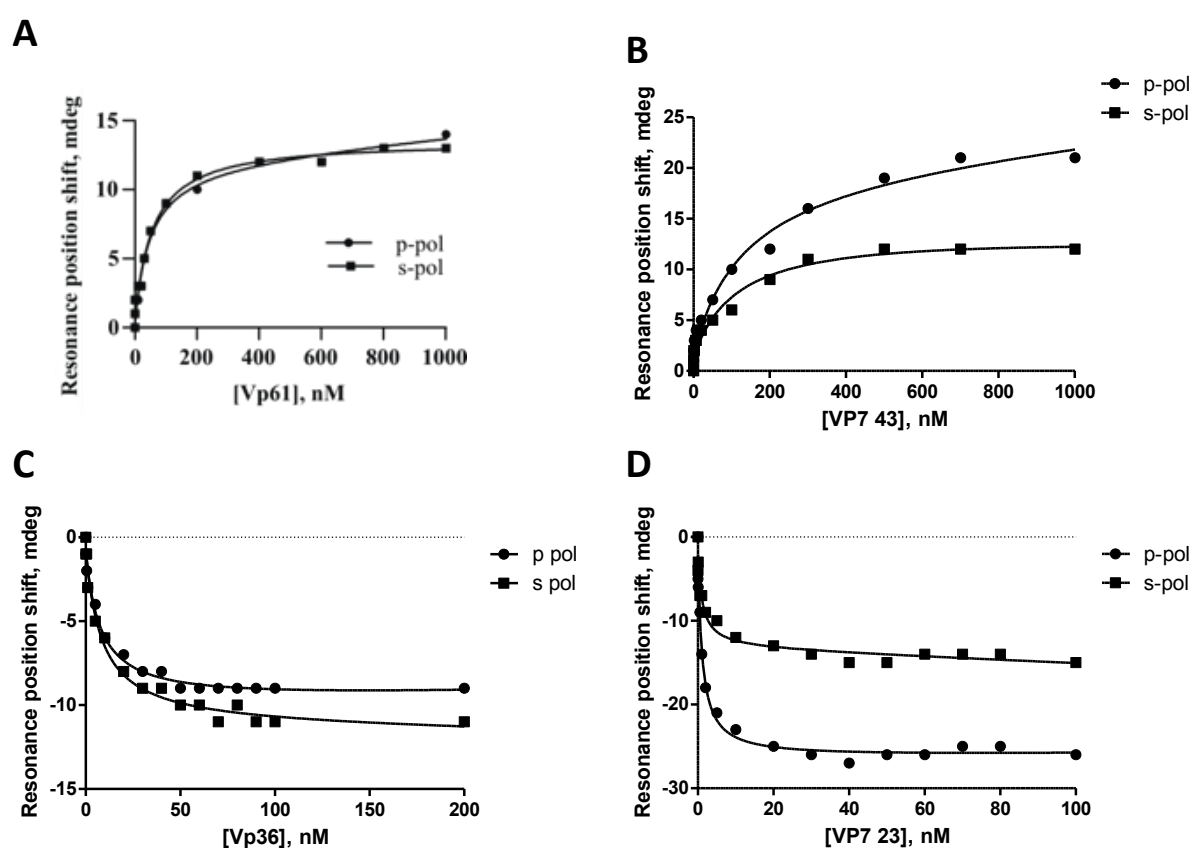 A
Resonance position shift, mdeg
15
10
5
0
0 200 400 600 800 1000
[Vp61], nM
p-pol
s-pol
B
Resonance position shift, mdeg
25
20
15
10
5
0
0 200 400 600 800 1000
[VP7 43], nM
p-pol
s-pol
C
Resonance position shift, mdeg
0
-5
-10
-15
0 50 100 150 200
[Vp36], nM
p pol
s pol
D
Resonance position shift, mdeg
0
-10
-20
-30
0 20 40 60 80 100
[VP7 23], nM
p-pol
s-pol